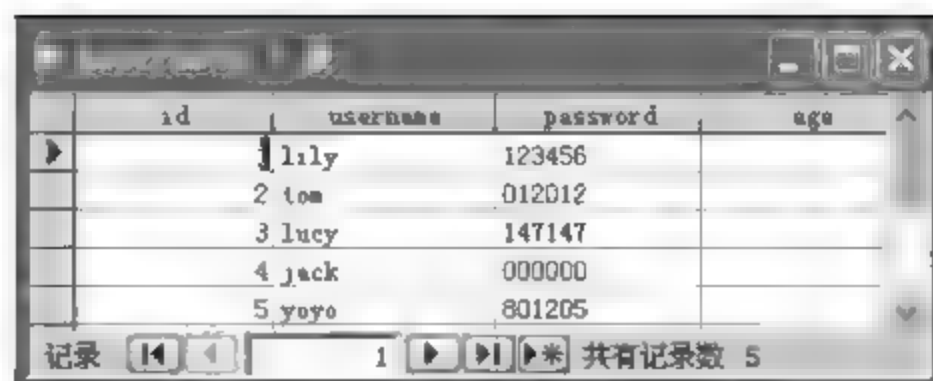 id username password age
1 lily 123456
2 tom 012012
3 lucy 147147
4 jack 000000
5 yoyo 801205
记录 1 共有记录数 5